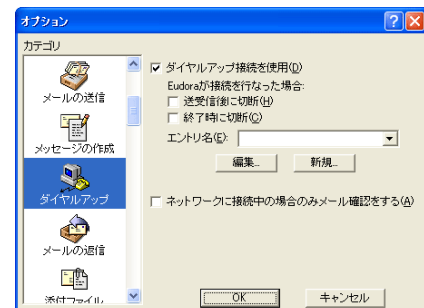 オプション
カテゴリ
メールの送信
メッセージの作成
ダイヤルアップ
メールの返信
添付ファイル
ダイヤルアップ接続を使用(D)
Eudoraが接続を行なった場合:
送受信後に切断(H)
終了時に切断(C)
エントリ名(E):
編集...
新規...
ネットワークに接続中の場合のみメール確認をする(A)
OK
キャンセル